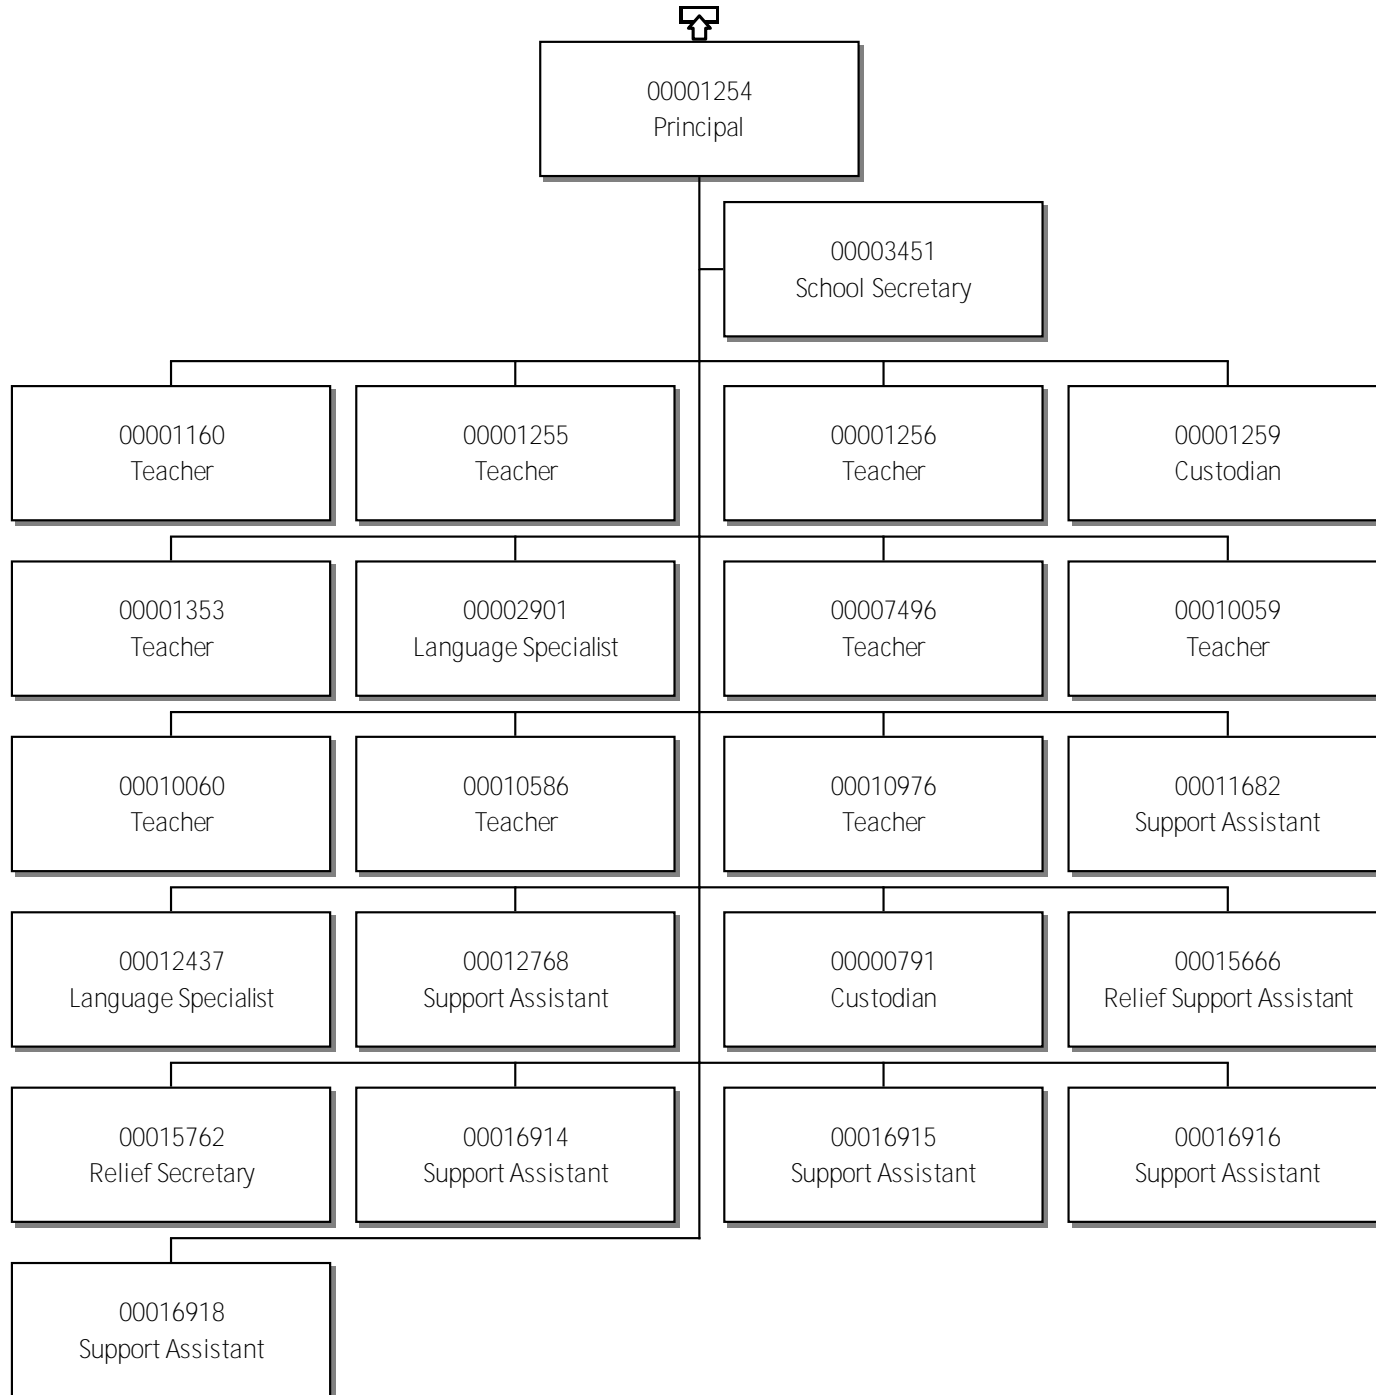 00001254
Principal
00003451
School Secretary
00001160
Teacher
00001255
Teacher
00001256
Teacher
00001259
Custodian
00001353
Teacher
00002901
Language Specialist
00007496
Teacher
00010059
Teacher
00010060
Teacher
00010586
Teacher
00010976
Teacher
00011682
Support Assistant
00012437
Language Specialist
00012768
Support Assistant
00000791
Custodian
00015666
Relief Support Assistant
00015762
Relief Secretary
00016914
Support Assistant
00016915
Support Assistant
00016916
Support Assistant
00016918
Support Assistant